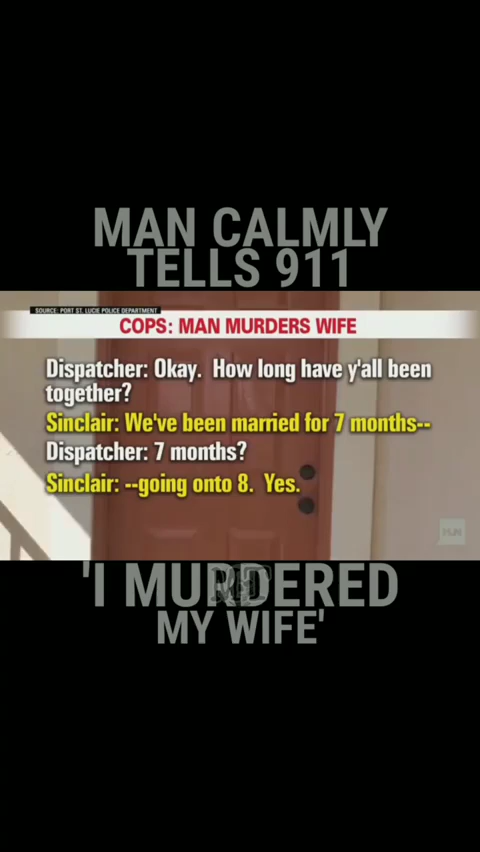 MAN CALMLY
TELLS 911
SOURCE: PORT ST. LUCIE POLICE DEPARTMENT
COPS: MAN MURDERS WIFE
Dispatcher: Okay. How long have y'all been
together?
Sinclair: We've been married for 7 months--
Dispatcher: 7 months?
Sinclair: --going onto 8. Yes.
'I MURDERED
MY WIFE'